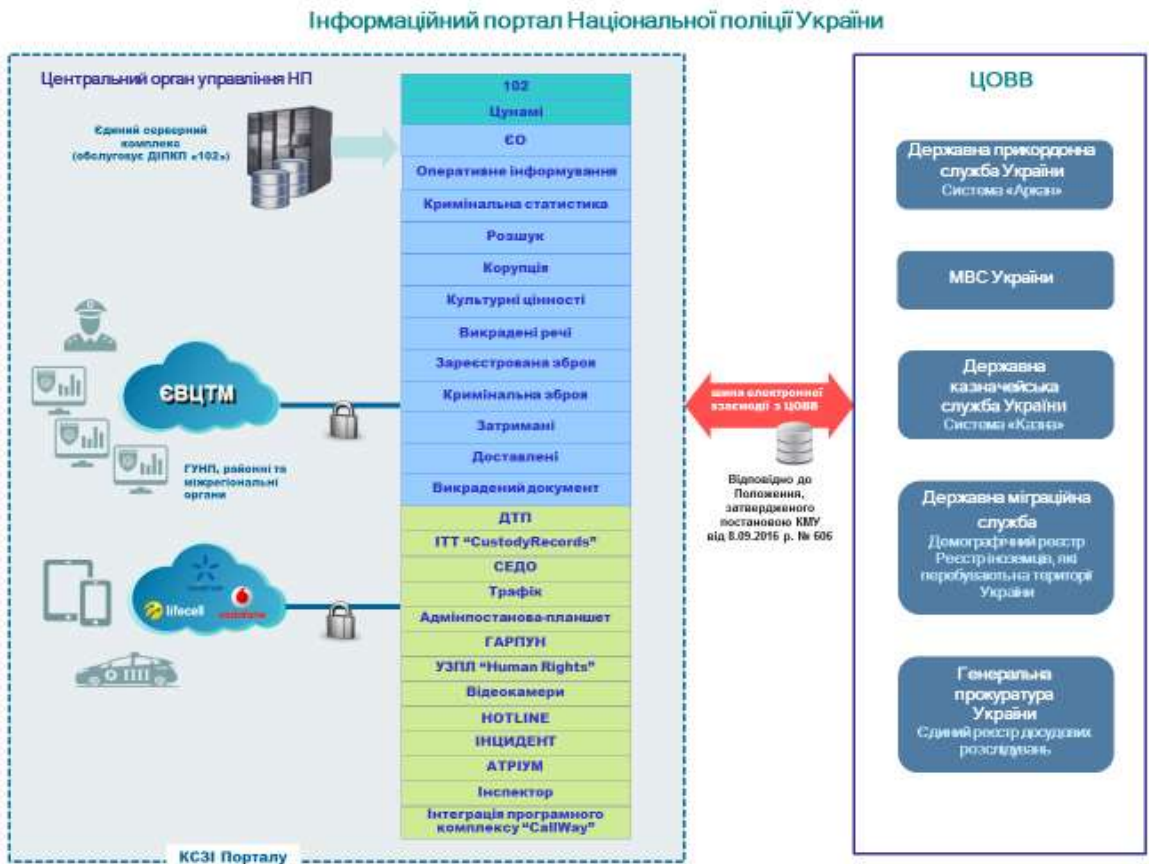 Інформаційний портал Національної поліції України
Центральний орган управління НП
Єдиний серверний
комплекс
(обслуговує ДІПКП «102»)
102
Цунамі
ЄО
Оперативне інформування
Кримінальна статистика
Розшук
Корупція
Культурні цінності
Викрадені речі
Зареєстрована зброя
Кримінальна зброя
Затримані
Доставлені
Викрадений документ
ДТП
ІТТ “CustodyRecords”
СЕДО
Трафік
Адмінпостанова-планшет
ГАРПУН
УЗПЛ “Human Rights”
Відеокамери
HOTLINE
ІНЦИДЕНТ
АТРІУМ
Інспектор
Інтеграція програмного
комплексу “CallWay”
ЄВЦТМ
ГУНП, районні та
міжрегіональні
органи
lifecell
КСЗІ Порталу
шина електронної
взаємодії з ЦОВВ
Відповідно до
Положення,
затвердженого
постановою КМУ
від 8.09.2016 р. № 606
ЦОВВ
Державна прикордонна
служба України
Система «Аркан»
МВС України
Державна
казначейська
служба України
Система «Казна»
Державна міграційна
служба
Демографічний реєстр
Реєстр іноземців, які
перебувають на території
України
Генеральна
прокуратура
України
Єдиний реєстр досудових
розслідувань